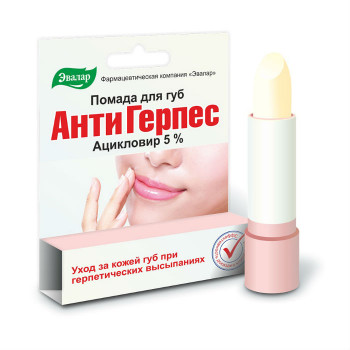 Эвалар
Фармацевтическая компания «Эвалар»
Помада для губ
АнтиГерпес
Ацикловир 5 %
Уход за кожей губ при
герпетических высыпаниях